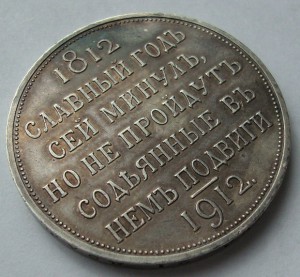 1812
СЛАВНЫЙ ГОДЪ
СЕЙ МИНУЛЪ,
НО НЕ ПРОЙДУТЪ
СОДѢЯННЫЕ ВЪ
НЕМЪ ПОДВИГИ
1912.